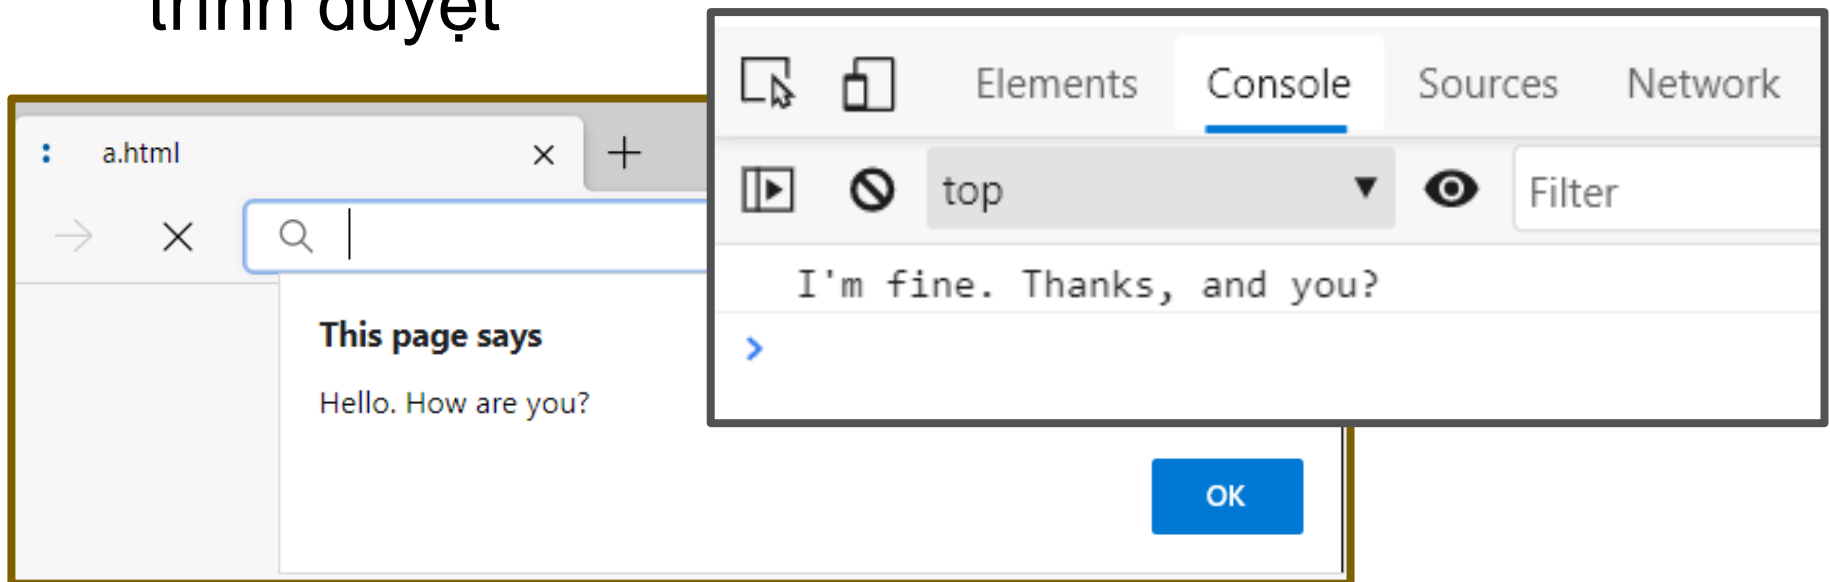 trình duyệt
a.html
This page says
Hello. How are you?
OK
Elements Console Sources Network
top Filter
I'm fine. Thanks, and you?